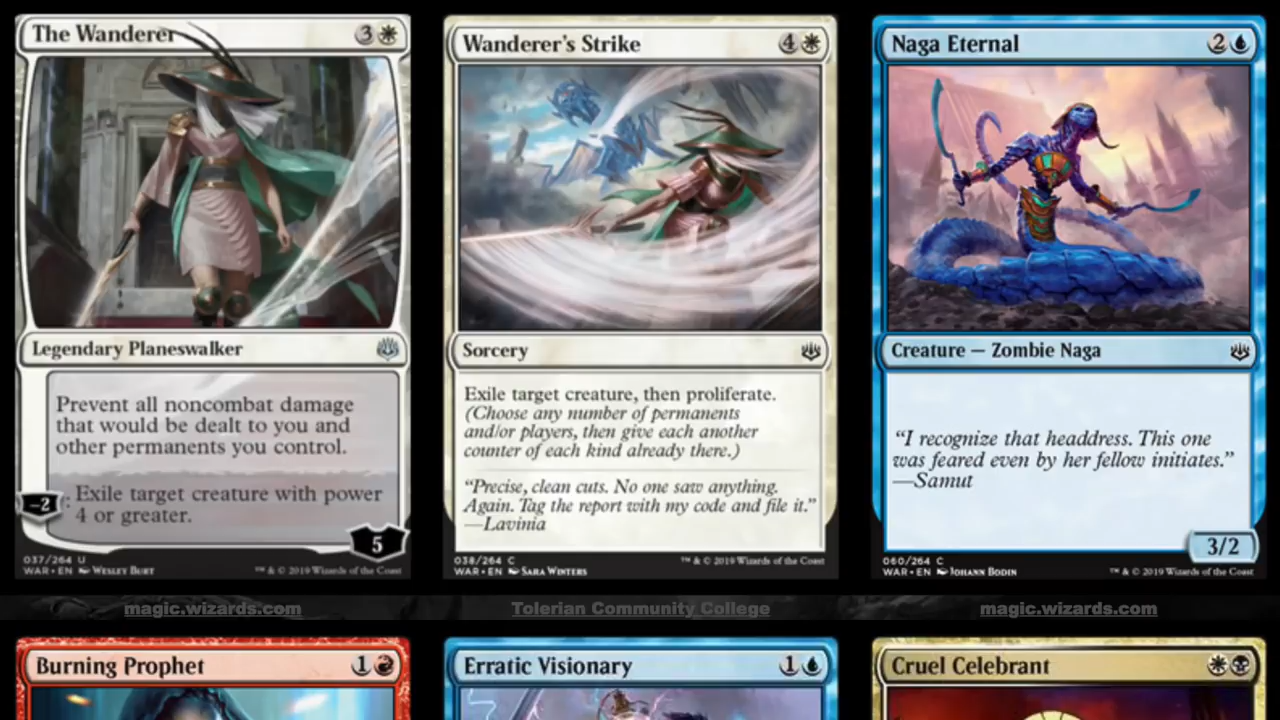 The Wanderer 3
Legendary Planeswalker
Prevent all noncombat damage
that would be dealt to you and
other permanents you control.
-2: Exile target creature with power
4 or greater.
5
037/264 U
WAR • EN Wesley Burt
™ & © 2019 Wizards of the Coast
Wanderer's Strike 4
Sorcery
Exile target creature, then proliferate.
(Choose any number of permanents
and/or players, then give each another
counter of each kind already there.)
“Precise, clean cuts. No one saw anything.
Again. Tag the report with my code and file it.”
—Lavinia
038/264 C
WAR • EN Sara Winters
™ & © 2019 Wizards of the Coast
Naga Eternal 2
Creature — Zombie Naga
“I recognize that headdress. This one
was feared even by her fellow initiates.”
—Samut
3/2
060/264 C
WAR • EN Johann Bodin
™ & © 2019 Wizards of the Coast
magic.wizards.com
Tolerian Community College
magic.wizards.com
Burning Prophet 1
Erratic Visionary 1
Cruel Celebrant